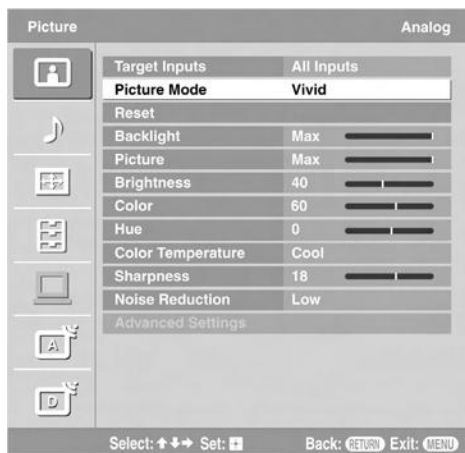 Picture Analog
Target Inputs All Inputs
Picture Mode Vivid
Reset
Backlight Max
Picture Max
Brightness 40
Color 60
Hue 0
Color Temperature Cool
Sharpness 18
Noise Reduction Low
Advanced Settings
A
D
Select: Set: Back: RETURN Exit: MENU